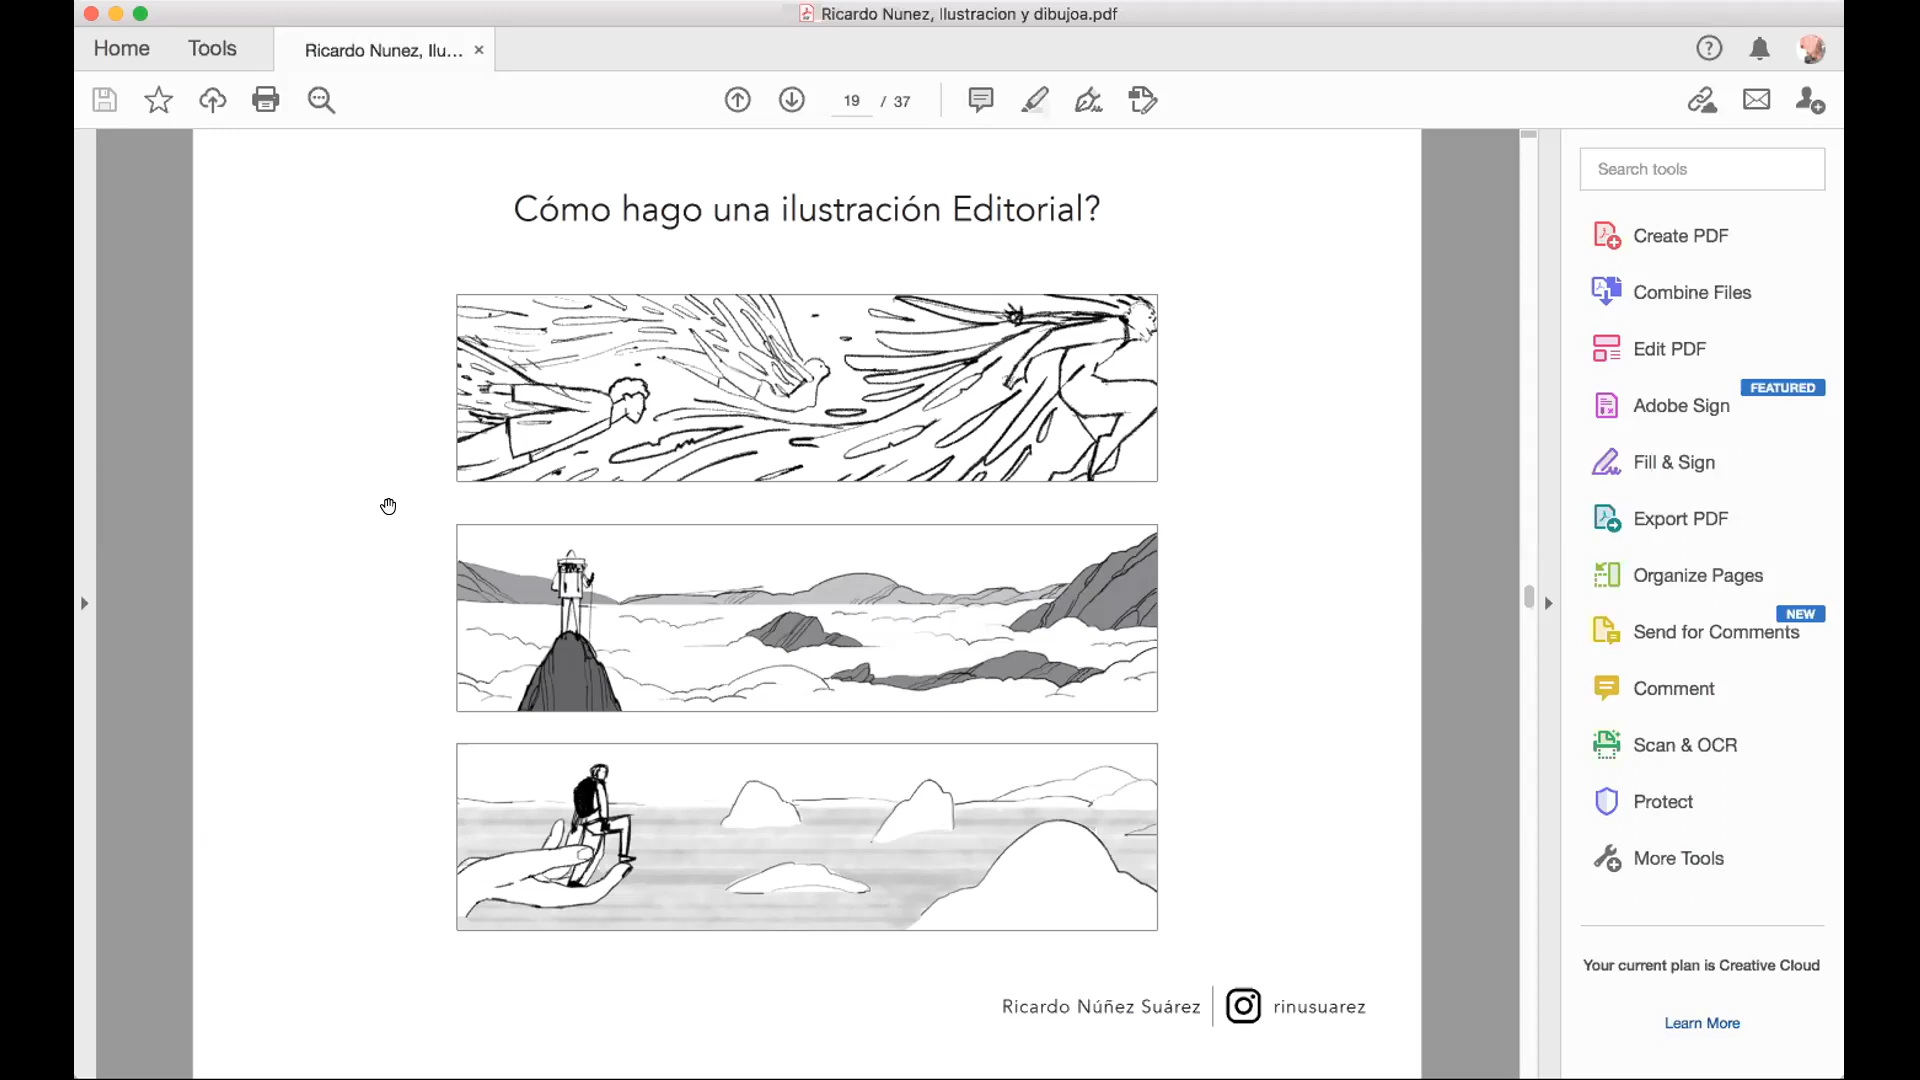 Ricardo Nunez, Ilustracion y dibujoa.pdf
Home
Tools
Ricardo Nunez, Ilu...
19 / 37
Search tools
Cómo hago una ilustración Editorial?
Create PDF
Combine Files
Edit PDF
FEATURED
Adobe Sign
Fill & Sign
Export PDF
Organize Pages
NEW
Send for Comments
Comment
Scan & OCR
Protect
More Tools
Your current plan is Creative Cloud
Learn More
Ricardo Núñez Suárez
rinusuarez